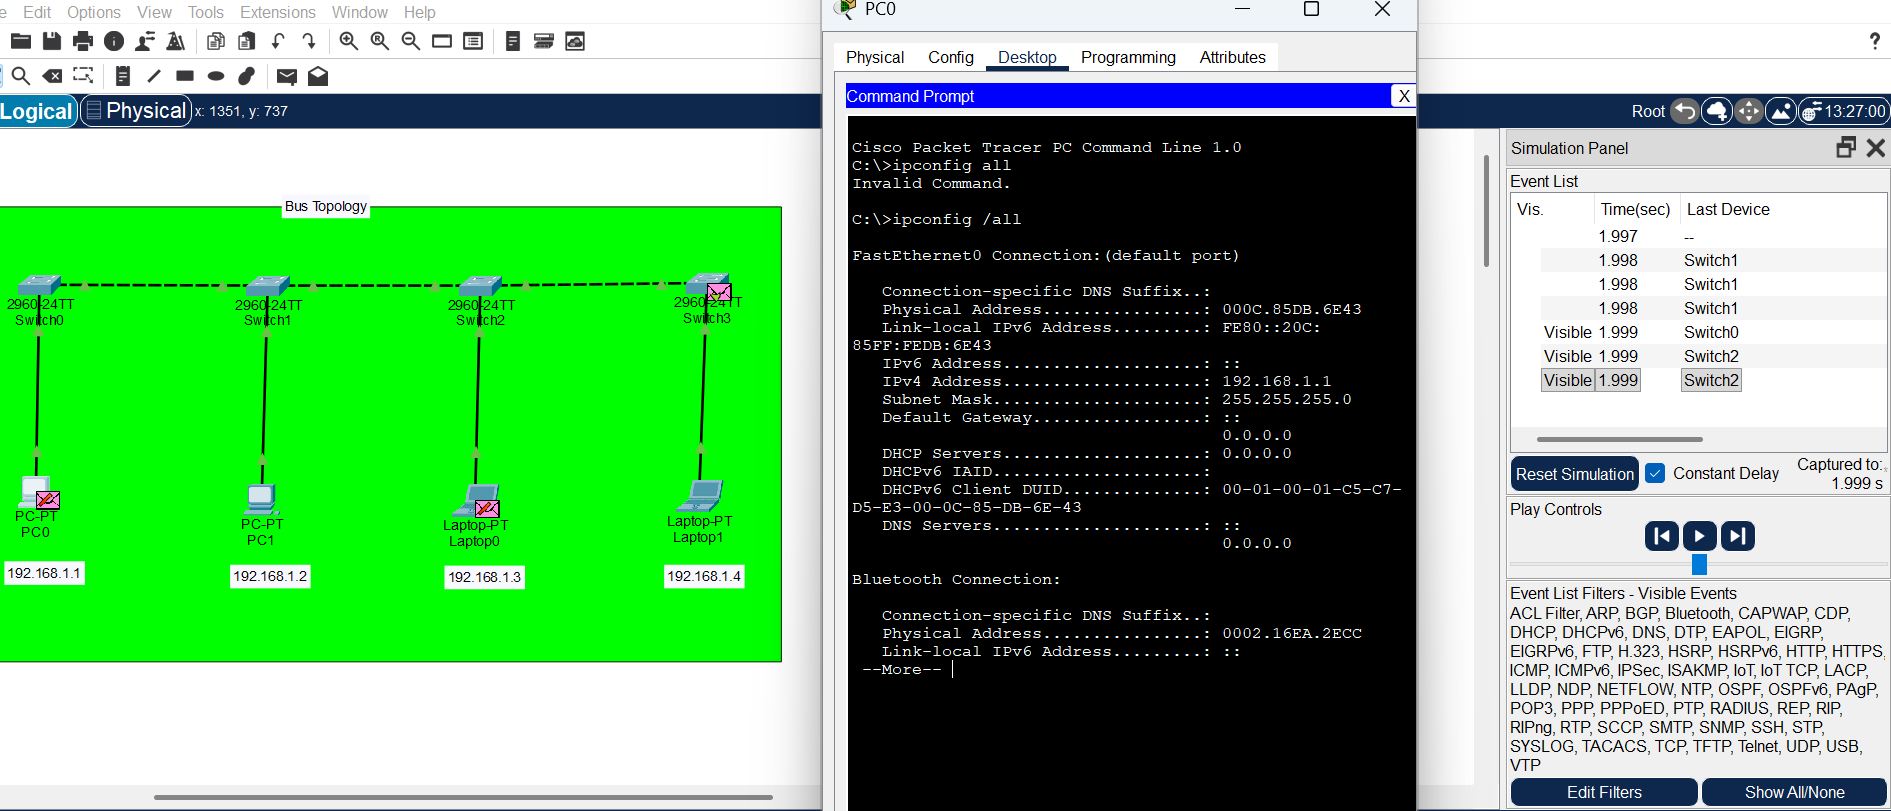 e Edit Options View Tools Extensions Window Help
?
Logical Physical x: 1351, y: 737
Root 13:27:00
Bus Topology
2960-24TT
Switch0
2960-24TT
Switch1
2960-24TT
Switch2
2960-24TT
Switch3
PC-PT
PC0
PC-PT
PC1
Laptop-PT
Laptop0
Laptop-PT
Laptop1
192.168.1.1
192.168.1.2
192.168.1.3
192.168.1.4
PC0
Physical Config Desktop Programming Attributes
Command Prompt X
Cisco Packet Tracer PC Command Line 1.0
C:\>ipconfig all
Invalid Command.
C:\>ipconfig /all
FastEthernet0 Connection:(default port)
Connection-specific DNS Suffix..:
Physical Address................: 000C.85DB.6E43
Link-local IPv6 Address.........: FE80::20C:
85FF:FEDB:6E43
IPv6 Address....................: ::
IPv4 Address....................: 192.168.1.1
Subnet Mask.....................: 255.255.255.0
Default Gateway.................: ::
0.0.0.0
DHCP Servers....................: 0.0.0.0
DHCPv6 IAID.....................:
DHCPv6 Client DUID..............: 00-01-00-01-C5-C7-
D5-E3-00-0C-85-DB-6E-43
DNS Servers.....................: ::
0.0.0.0
Bluetooth Connection:
Connection-specific DNS Suffix..:
Physical Address................: 0002.16EA.2ECC
Link-local IPv6 Address.........: ::
--More--
Simulation Panel
Event List
Vis. Time(sec) Last Device
1.997 --
1.998 Switch1
1.998 Switch1
1.998 Switch1
Visible 1.999 Switch0
Visible 1.999 Switch2
Visible 1.999 Switch2
Reset Simulation Constant Delay Captured to:
1.999 s
Play Controls
Event List Filters - Visible Events
ACL Filter, ARP, BGP, Bluetooth, CAPWAP, CDP,
DHCP, DHCPv6, DNS, DTP, EAPOL, EIGRP,
EIGRPv6, FTP, H.323, HSRP, HSRPv6, HTTP, HTTPS,
ICMP, ICMPv6, IPSec, ISAKMP, IoT, IoT TCP, LACP,
LLDP, NDP, NETFLOW, NTP, OSPF, OSPFv6, PAgP,
POP3, PPP, PPPoED, PTP, RADIUS, REP, RIP,
RIPng, RTP, SCCP, SMTP, SNMP, SSH, STP,
SYSLOG, TACACS, TCP, TFTP, Telnet, UDP, USB,
VTP
Edit Filters Show All/None